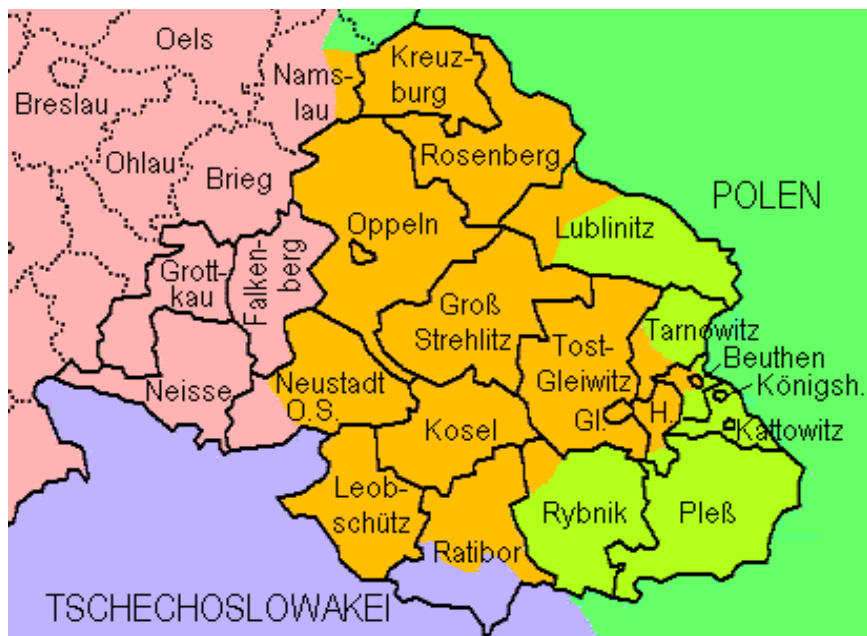 Oels
Kreuz-
burg
Nams-
lau
Breslau
Ohlau
Brieg
Rosenberg
POLEN
Oppeln
Lublinitz
Grott-
kau
Falken-
berg
Groß
Strehlitz
Tarnowitz
Tost-
Gleiwitz
Beuthen
Königsh.
Neisse
Neustadt
O.S.
Gl.
H.
Kosel
Kattowitz
Leob-
schütz
Ratibor
Rybnik
Pleß
TSCHECHOSLOWAKEI